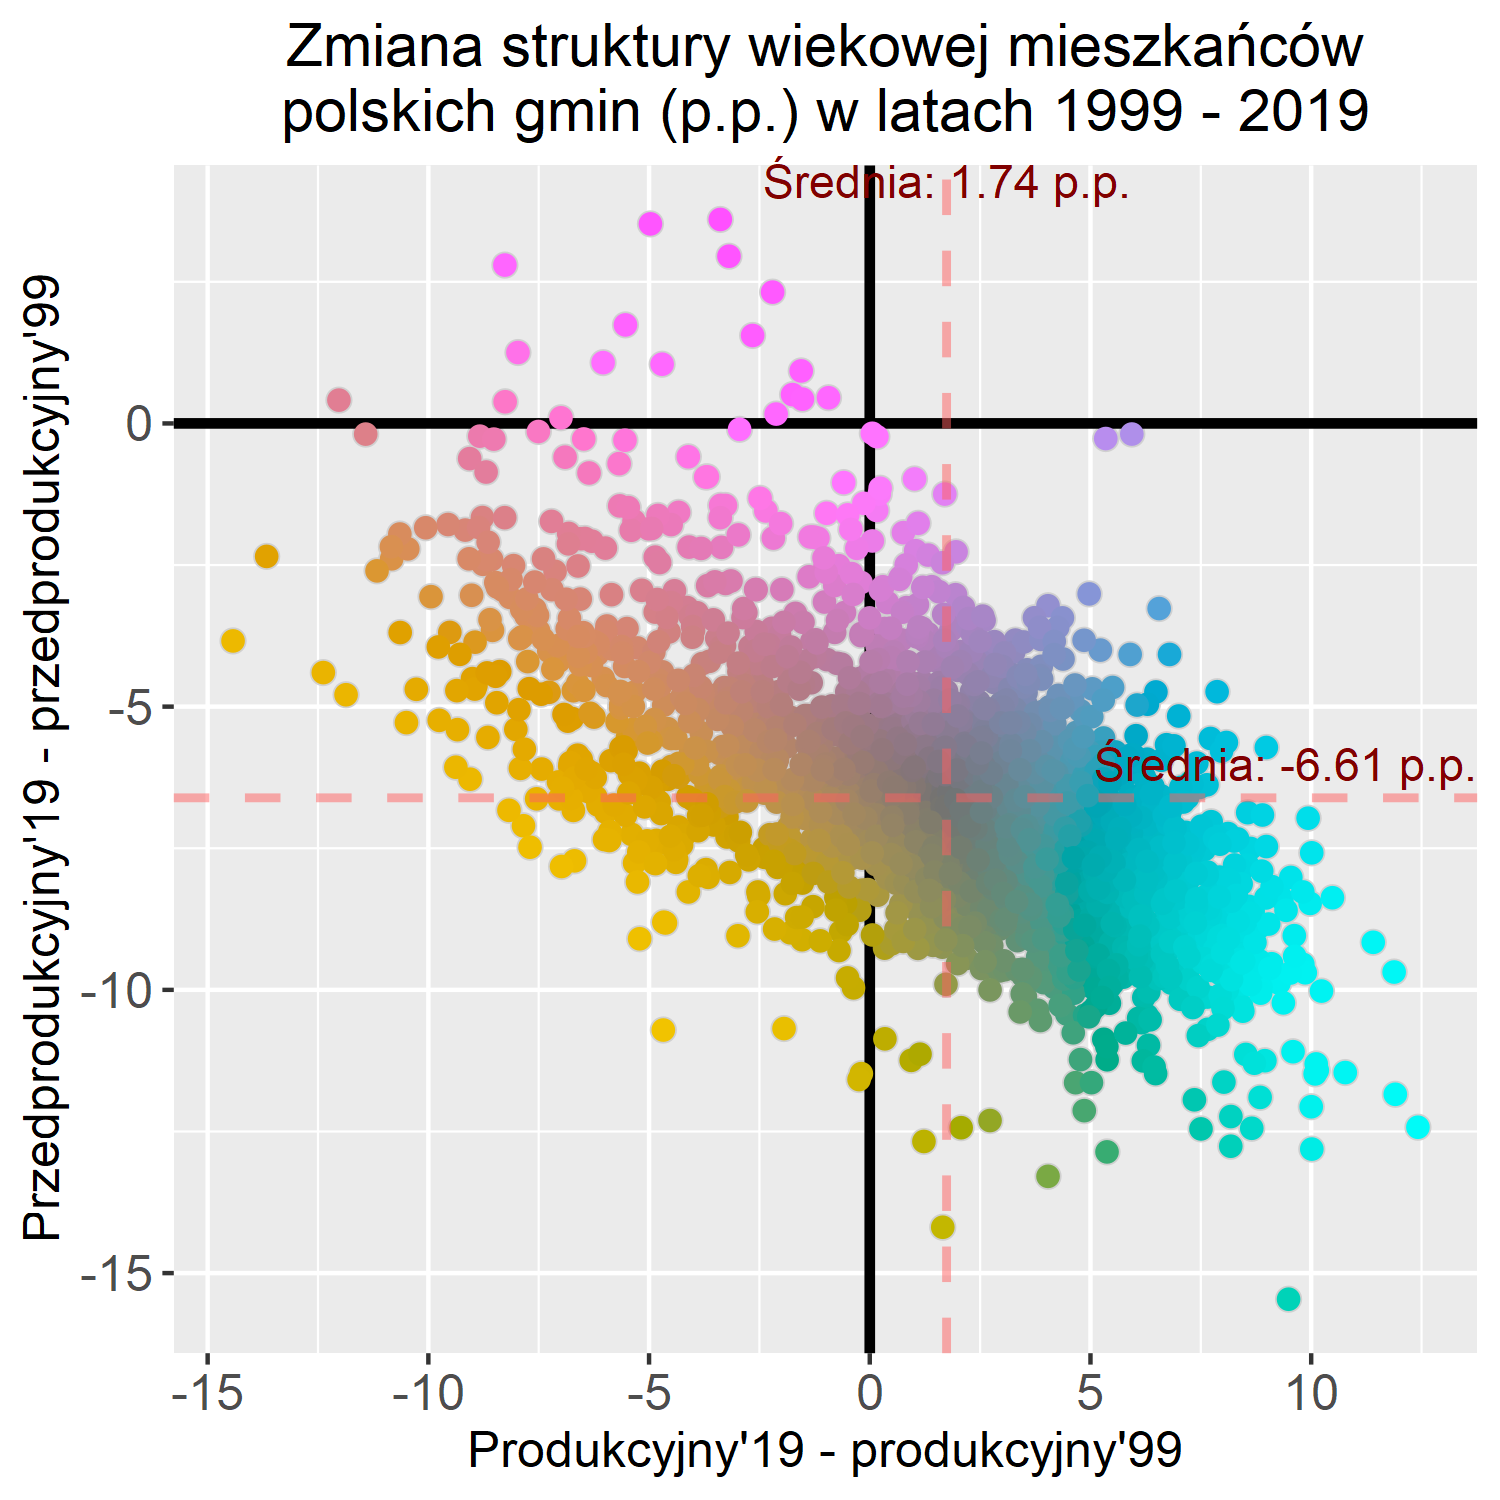 Zmiana struktury wiekowej mieszkańców
polskich gmin (p.p.) w latach 1999 - 2019
Średnia: 1.74 p.p.
Przedprodukcyjny'19 - przedprodukcyjny'99
0
-5
Średnia: -6.61 p.p.
-10
-15
-15 -10 -5 0 5 10
Produkcyjny'19 - produkcyjny'99